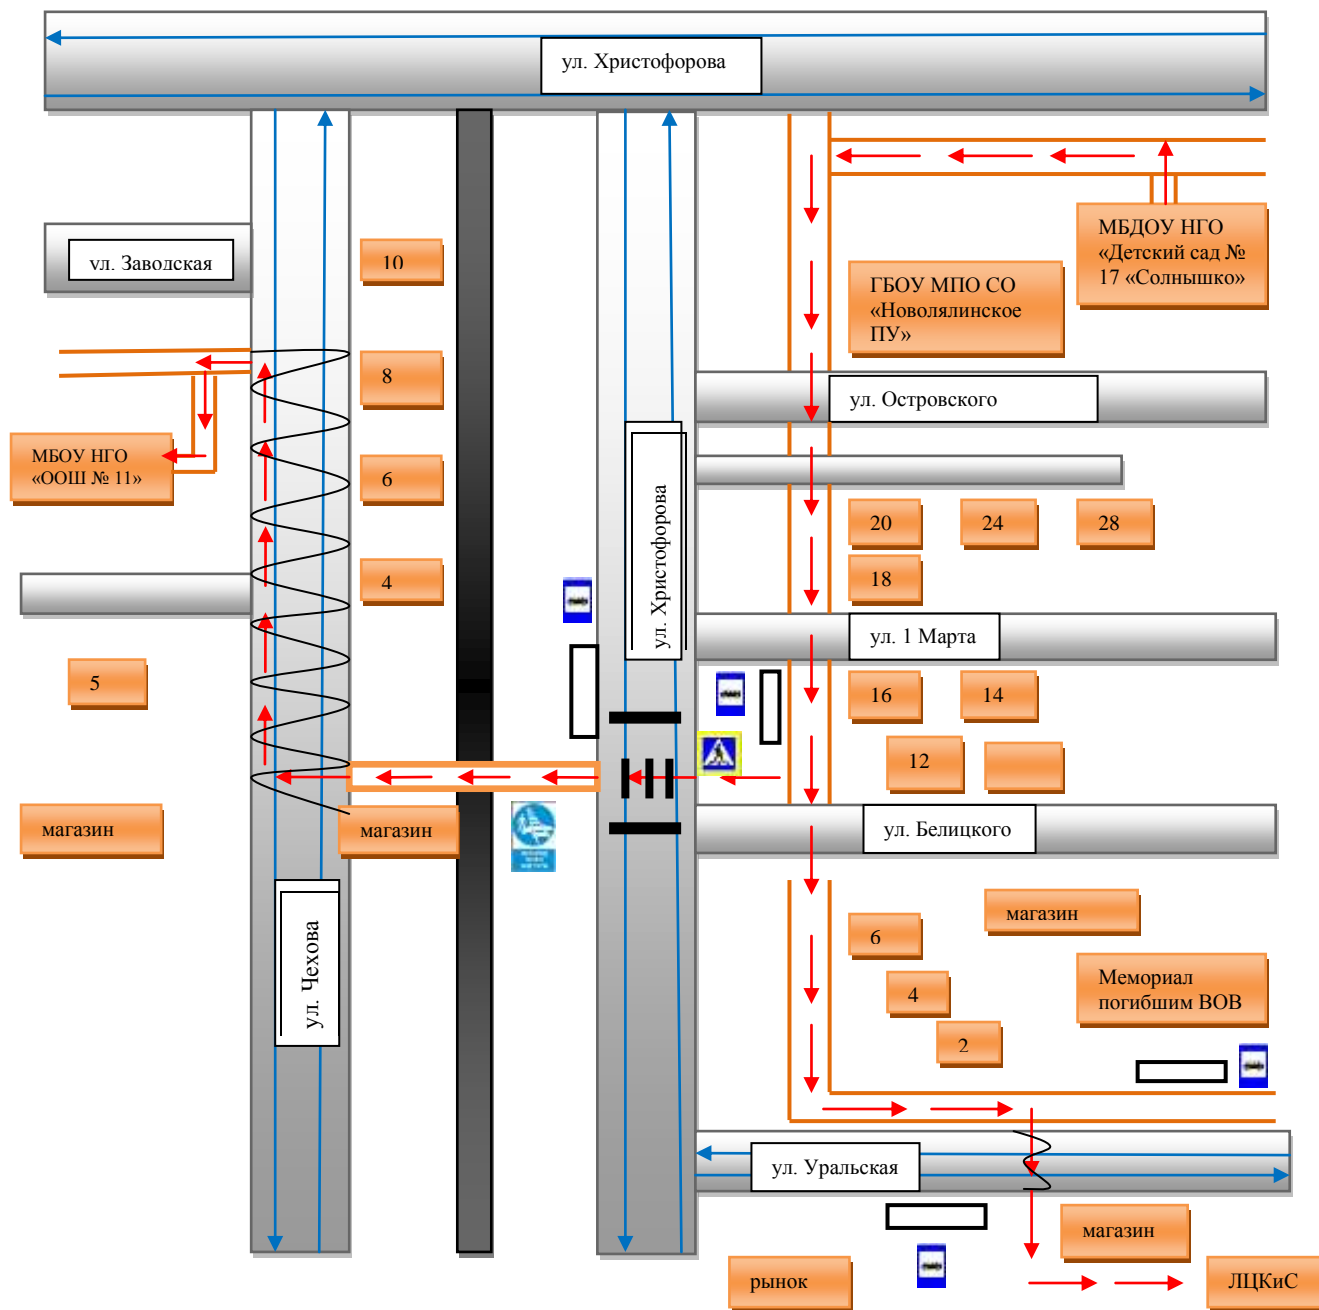 ул. Христофорова
МБДОУ НГО
«Детский сад №
17 «Солнышко»
ул. Заводская
10
ГБОУ МПО СО
«Новолялинское
ПУ»
8
ул. Островского
МБОУ НГО
«ООШ № 11»
6
20
24
28
ул. Христофорова
4
18
ул. 1 Марта
5
16
14
12
магазин
магазин
ул. Белицкого
ул. Чехова
магазин
6
Мемориал
погибшим ВОВ
4
2
ул. Уральская
магазин
рынок
ЛЦКиС